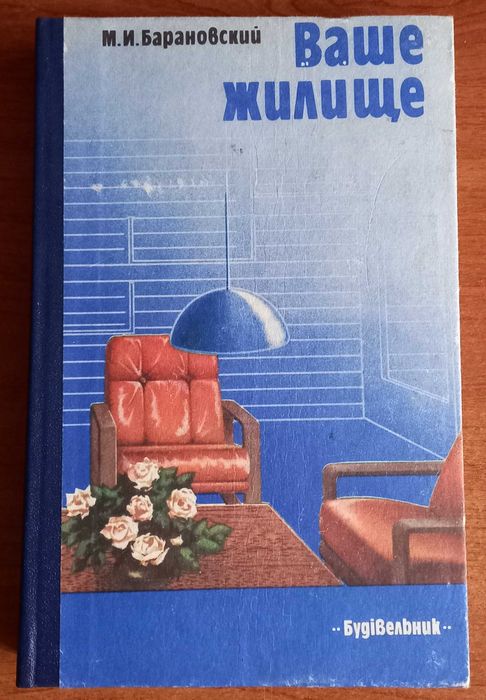 М.И.Барановский
Ваше
жилище
··Будівельник··